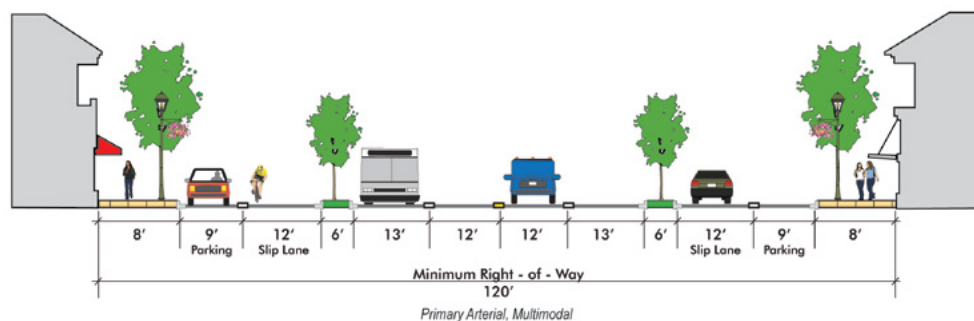 8' 9' 12' 6' 13' 12' 12' 13' 6' 12' 9' 8'
Parking Slip Lane Slip Lane Parking
Minimum Right - of - Way
120'
Primary Arterial, Multimodal